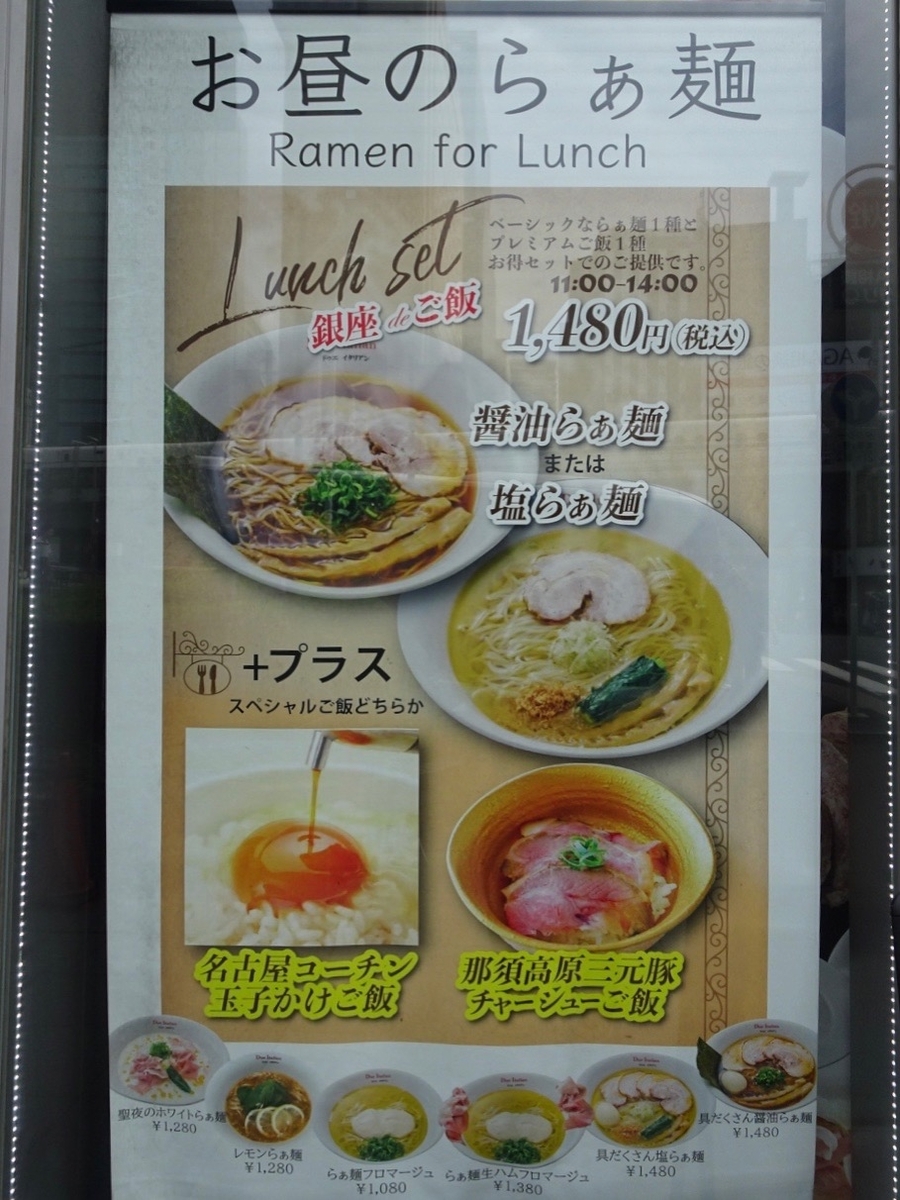 お昼のらぁ麺
Ramen for Lunch
Lunch set
銀座 de ご飯
ベーシックならぁ麺1種と
プレミアムご飯1種
お得セットでのご提供です。
11:00-14:00
1,480円(税込)
ドゥエ イタリアン
醤油らぁ麺
または
塩らぁ麺
+プラス
スペシャルご飯どちらか
名古屋コーチン
玉子かけご飯
那須高原三元豚
チャーシューご飯
聖夜のホワイトらぁ麺
¥1,280
レモンらぁ麺
¥1,280
らぁ麺フロマージュ
¥1,080
らぁ麺生ハムフロマージュ
¥1,380
具だくさん塩らぁ麺
¥1,480
具だくさん醤油らぁ麺
¥1,480